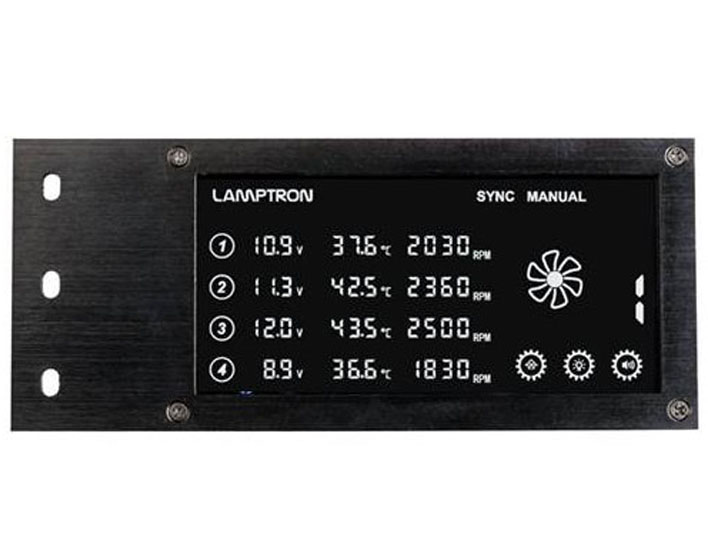 LAMPTRON SYNC MANUAL
1 10.9 V 37.6 °C 2030 RPM
2 11.3 V 42.5 °C 2360 RPM
3 12.0 V 43.5 °C 2500 RPM
4 8.9 V 36.6 °C 1830 RPM